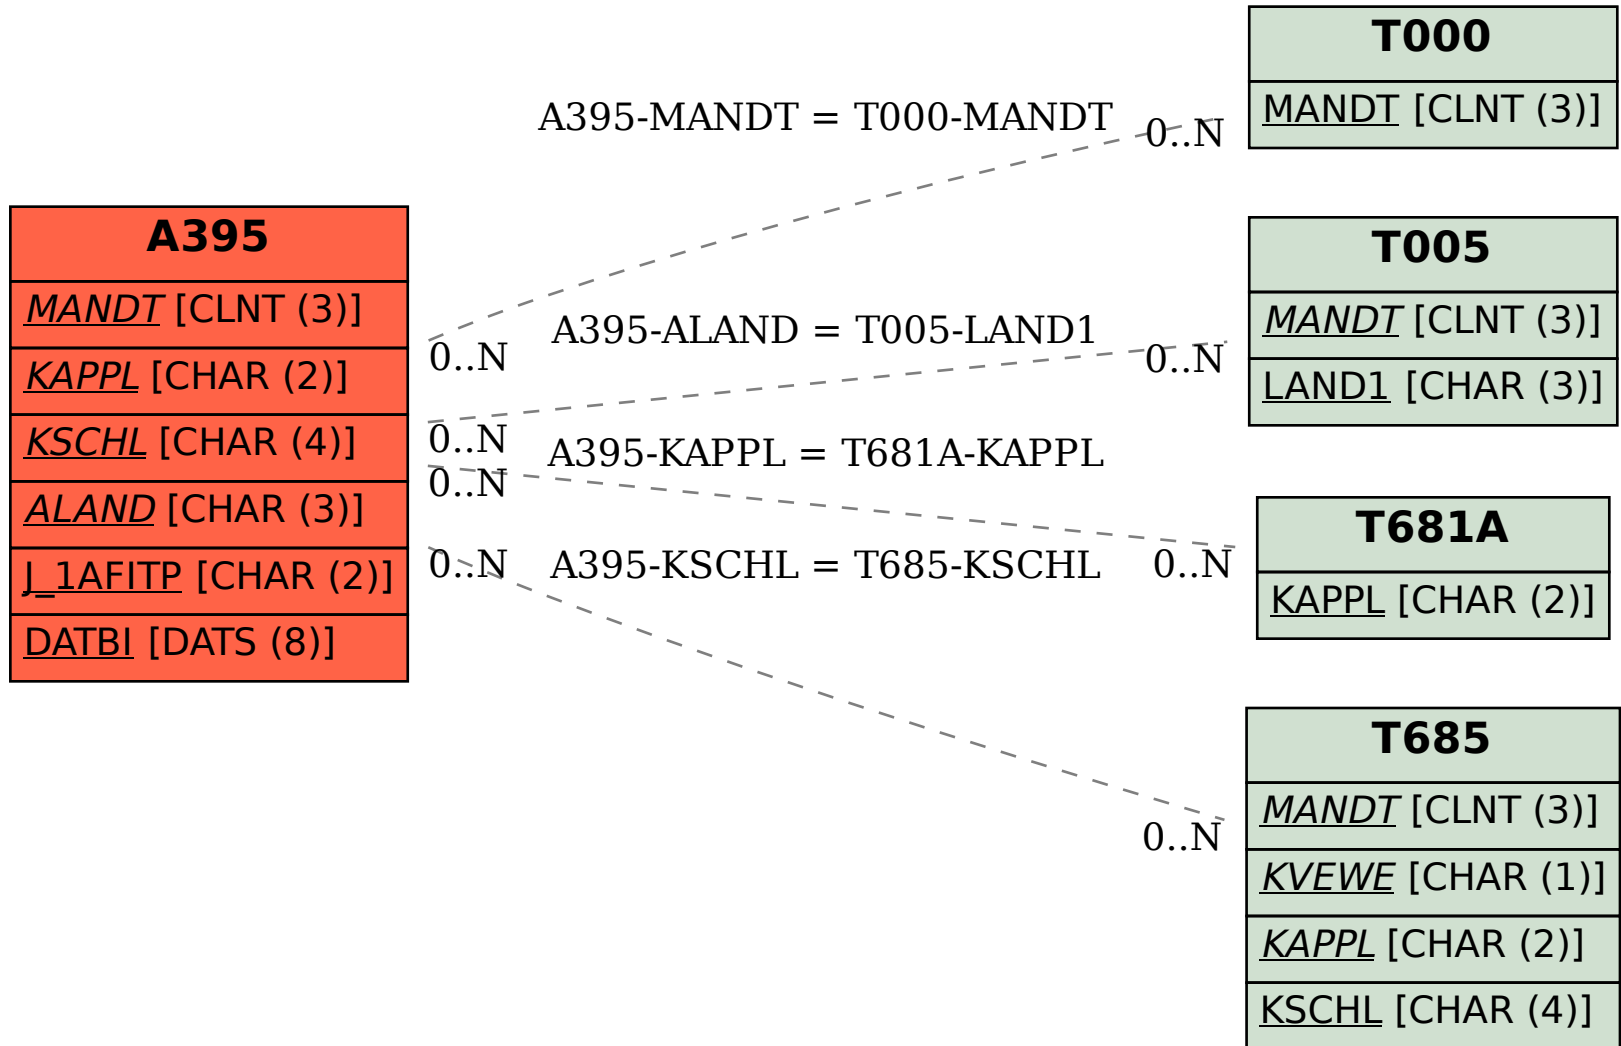 A395
MANDT [CLNT (3)]
KAPPL [CHAR (2)]
KSCHL [CHAR (4)]
ALAND [CHAR (3)]
J_1AFITP [CHAR (2)]
DATBI [DATS (8)]
A395-MANDT = T000-MANDT
0..N
0..N
A395-ALAND = T005-LAND1
0..N
0..N
A395-KAPPL = T681A-KAPPL
0..N
0..N
A395-KSCHL = T685-KSCHL
0..N
0..N
T000
MANDT [CLNT (3)]
T005
MANDT [CLNT (3)]
LAND1 [CHAR (3)]
T681A
KAPPL [CHAR (2)]
T685
MANDT [CLNT (3)]
KVEWE [CHAR (1)]
KAPPL [CHAR (2)]
KSCHL [CHAR (4)]